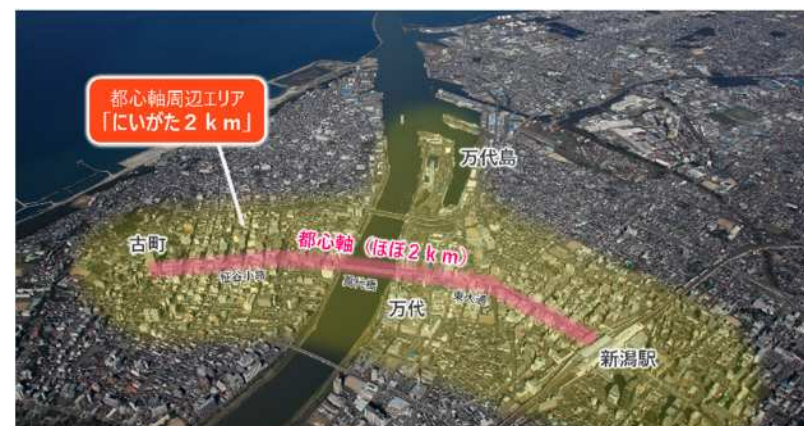 都心軸周辺エリア
「にいがた2km」
万代島
古町
都心軸（ほぼ2km）
柾谷小路
萬代橋
万代
東大通
新潟駅